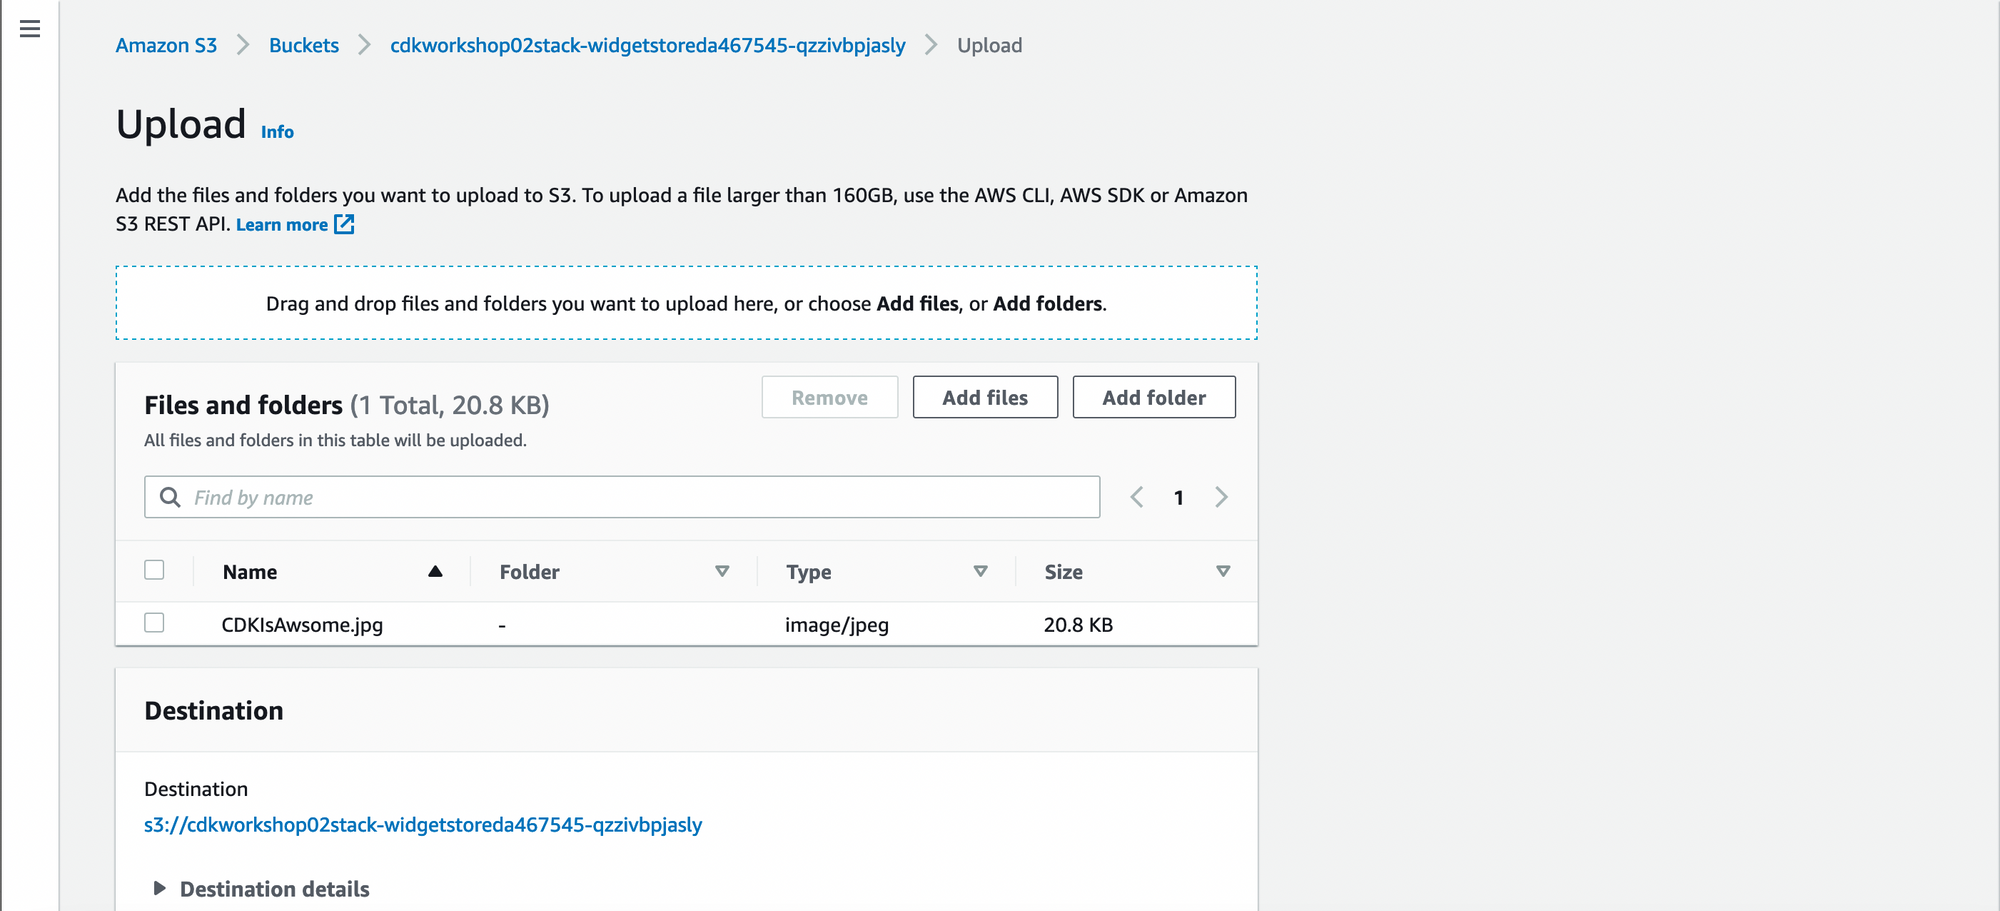 Amazon S3 > Buckets > cdkworkshop02stack-widgetstoreda467545-qzzivbpjasly > Upload
Upload Info
Add the files and folders you want to upload to S3. To upload a file larger than 160GB, use the AWS CLI, AWS SDK or Amazon
S3 REST API. Learn more
Drag and drop files and folders you want to upload here, or choose Add files, or Add folders.
Files and folders (1 Total, 20.8 KB) Remove Add files Add folder
All files and folders in this table will be uploaded.
Find by name < 1 >
Name Folder Type Size
CDKIsAwsome.jpg - image/jpeg 20.8 KB
Destination
Destination
s3://cdkworkshop02stack-widgetstoreda467545-qzzivbpjasly
Destination details